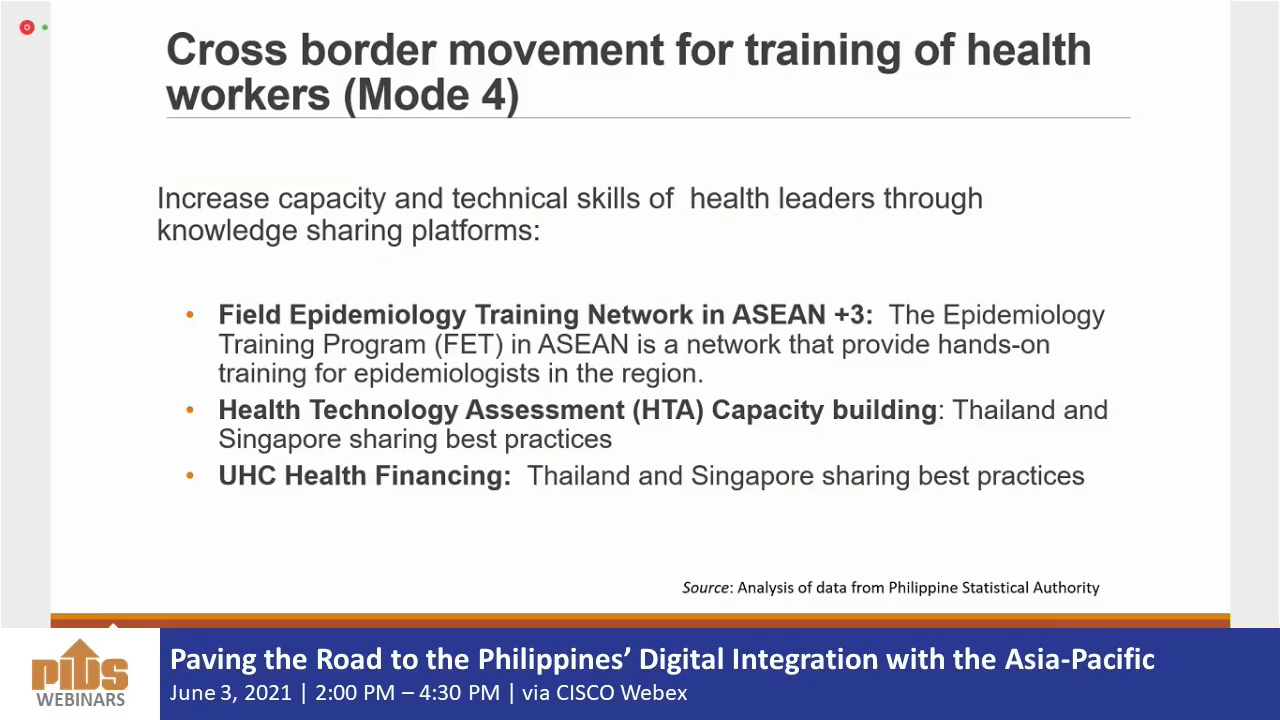 Cross border movement for training of health
workers (Mode 4)
Increase capacity and technical skills of  health leaders through
knowledge sharing platforms:
• Field Epidemiology Training Network in ASEAN +3:  The Epidemiology
Training Program (FET) in ASEAN is a network that provide hands-on
training for epidemiologists in the region.
• Health Technology Assessment (HTA) Capacity building: Thailand and
Singapore sharing best practices
• UHC Health Financing:  Thailand and Singapore sharing best practices
Source: Analysis of data from Philippine Statistical Authority
PIDS
WEBINARS
Paving the Road to the Philippines’ Digital Integration with the Asia-Pacific
June 3, 2021 | 2:00 PM – 4:30 PM | via CISCO Webex